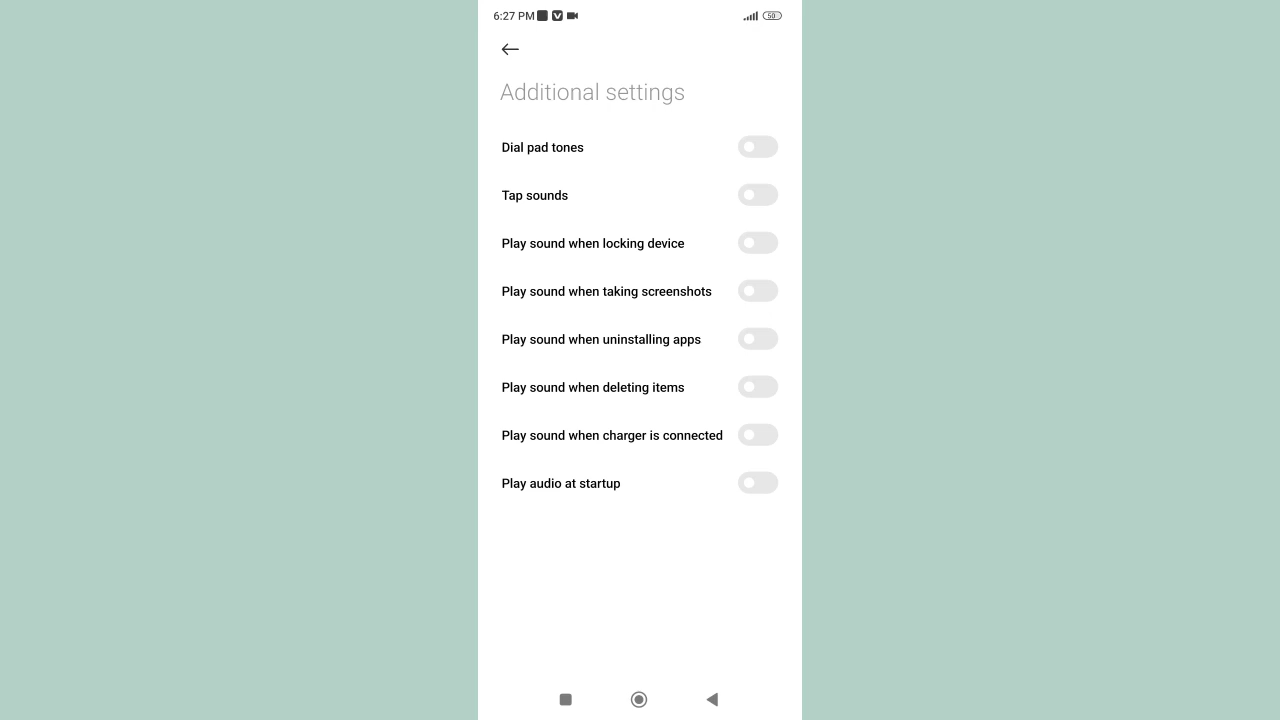 6:27 PM
50
Additional settings
Dial pad tones
Tap sounds
Play sound when locking device
Play sound when taking screenshots
Play sound when uninstalling apps
Play sound when deleting items
Play sound when charger is connected
Play audio at startup